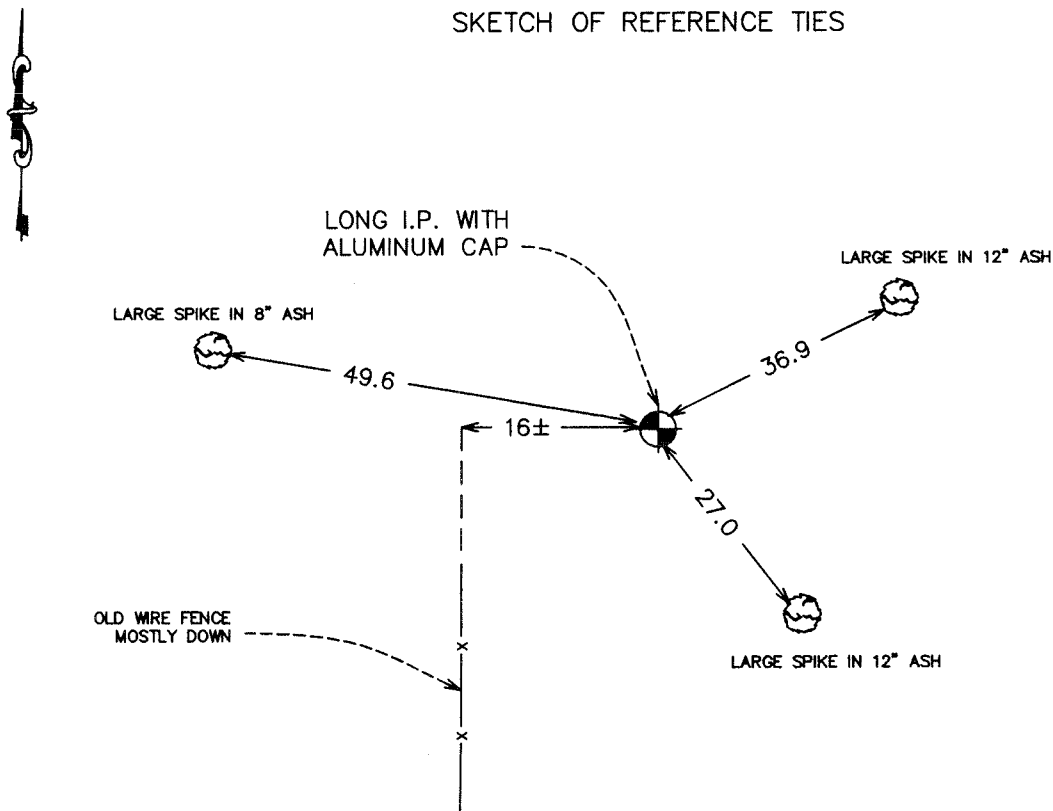 SKETCH OF REFERENCE TIES
LONG I.P. WITH
ALUMINUM CAP
LARGE SPIKE IN 12" ASH
LARGE SPIKE IN 8" ASH
36.9
49.6
16±
27.0
OLD WIRE FENCE
MOSTLY DOWN
x
LARGE SPIKE IN 12" ASH
x